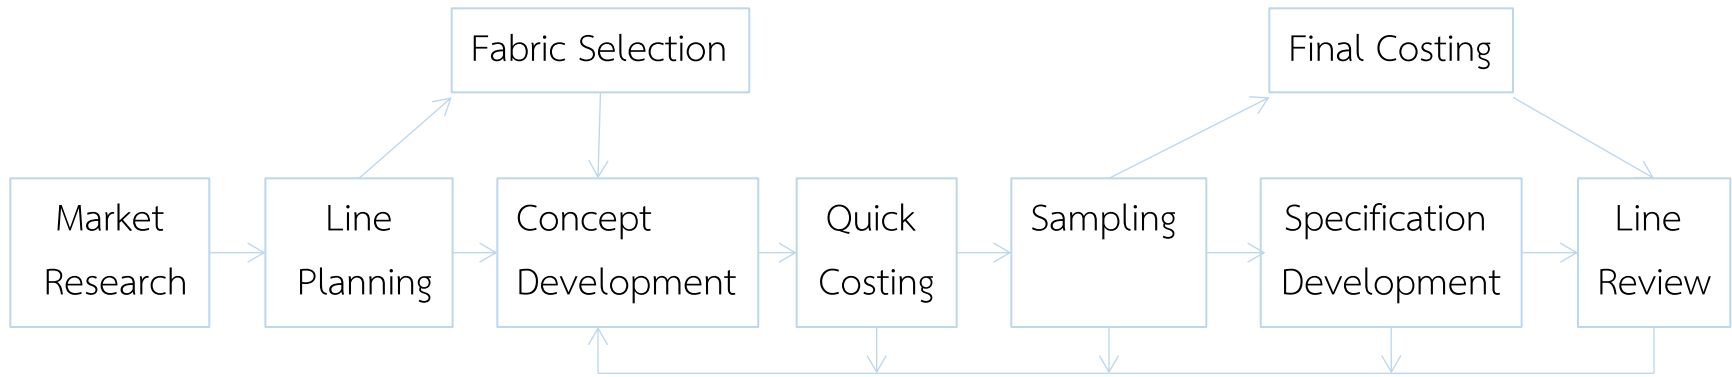 Fabric Selection
Final Costing
Market
Research
Line
Planning
Concept
Development
Quick
Costing
Sampling
Specification
Development
Line
Review